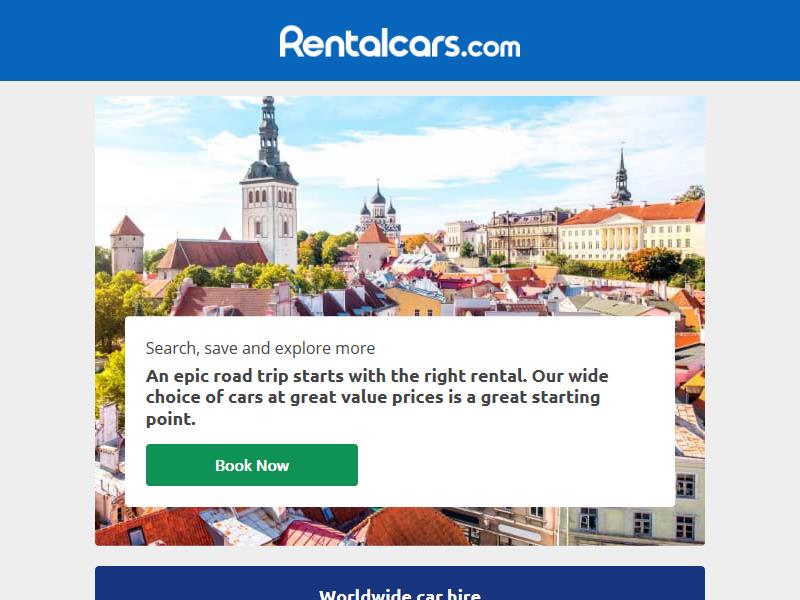 Rentalcars.com
Search, save and explore more
An epic road trip starts with the right rental. Our wide
choice of cars at great value prices is a great starting
point.
Book Now
Worldwide car hire